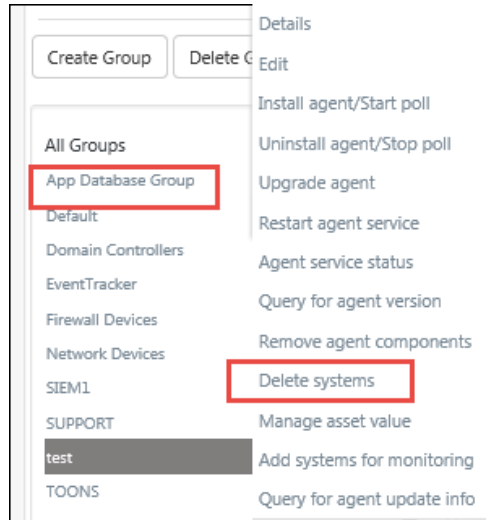 Create Group
Delete G
All Groups
App Database Group
Default
Domain Controllers
EventTracker
Firewall Devices
Network Devices
SIEM1
SUPPORT
test
TOONS
Details
Edit
Install agent/Start poll
Uninstall agent/Stop poll
Upgrade agent
Restart agent service
Agent service status
Query for agent version
Remove agent components
Delete systems
Manage asset value
Add systems for monitoring
Query for agent update info